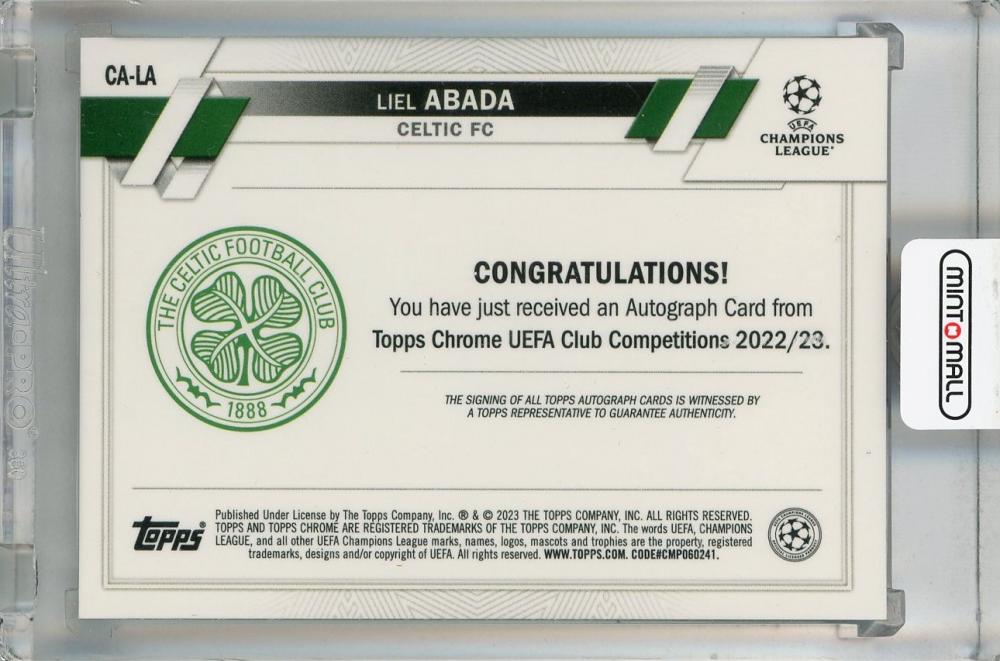 CA-LA
LIEL ABADA
CELTIC FC
UEFA
CHAMPIONS
LEAGUE
THE CELTIC FOOTBALL CLUB
1888
CONGRATULATIONS!
You have just received an Autograph Card from
Topps Chrome UEFA Club Competitions 2022/23.
THE SIGNING OF ALL TOPPS AUTOGRAPH CARDS IS WITNESSED BY
A TOPPS REPRESENTATIVE TO GUARANTEE AUTHENTICITY.
Topps®
Published Under License by The Topps Company, Inc. ® & © 2023 THE TOPPS COMPANY, INC. ALL RIGHTS RESERVED.
TOPPS AND TOPPS CHROME ARE REGISTERED TRADEMARKS OF THE TOPPS COMPANY, INC. The words UEFA, CHAMPIONS
LEAGUE, and all other UEFA Champions League marks, names, logos, mascots and trophies are the property, registered
trademarks, designs and/or copyright of UEFA. All rights reserved. WWW.TOPPS.COM. CODE#CMP060241.
MINTOMALL
UltraPRO®